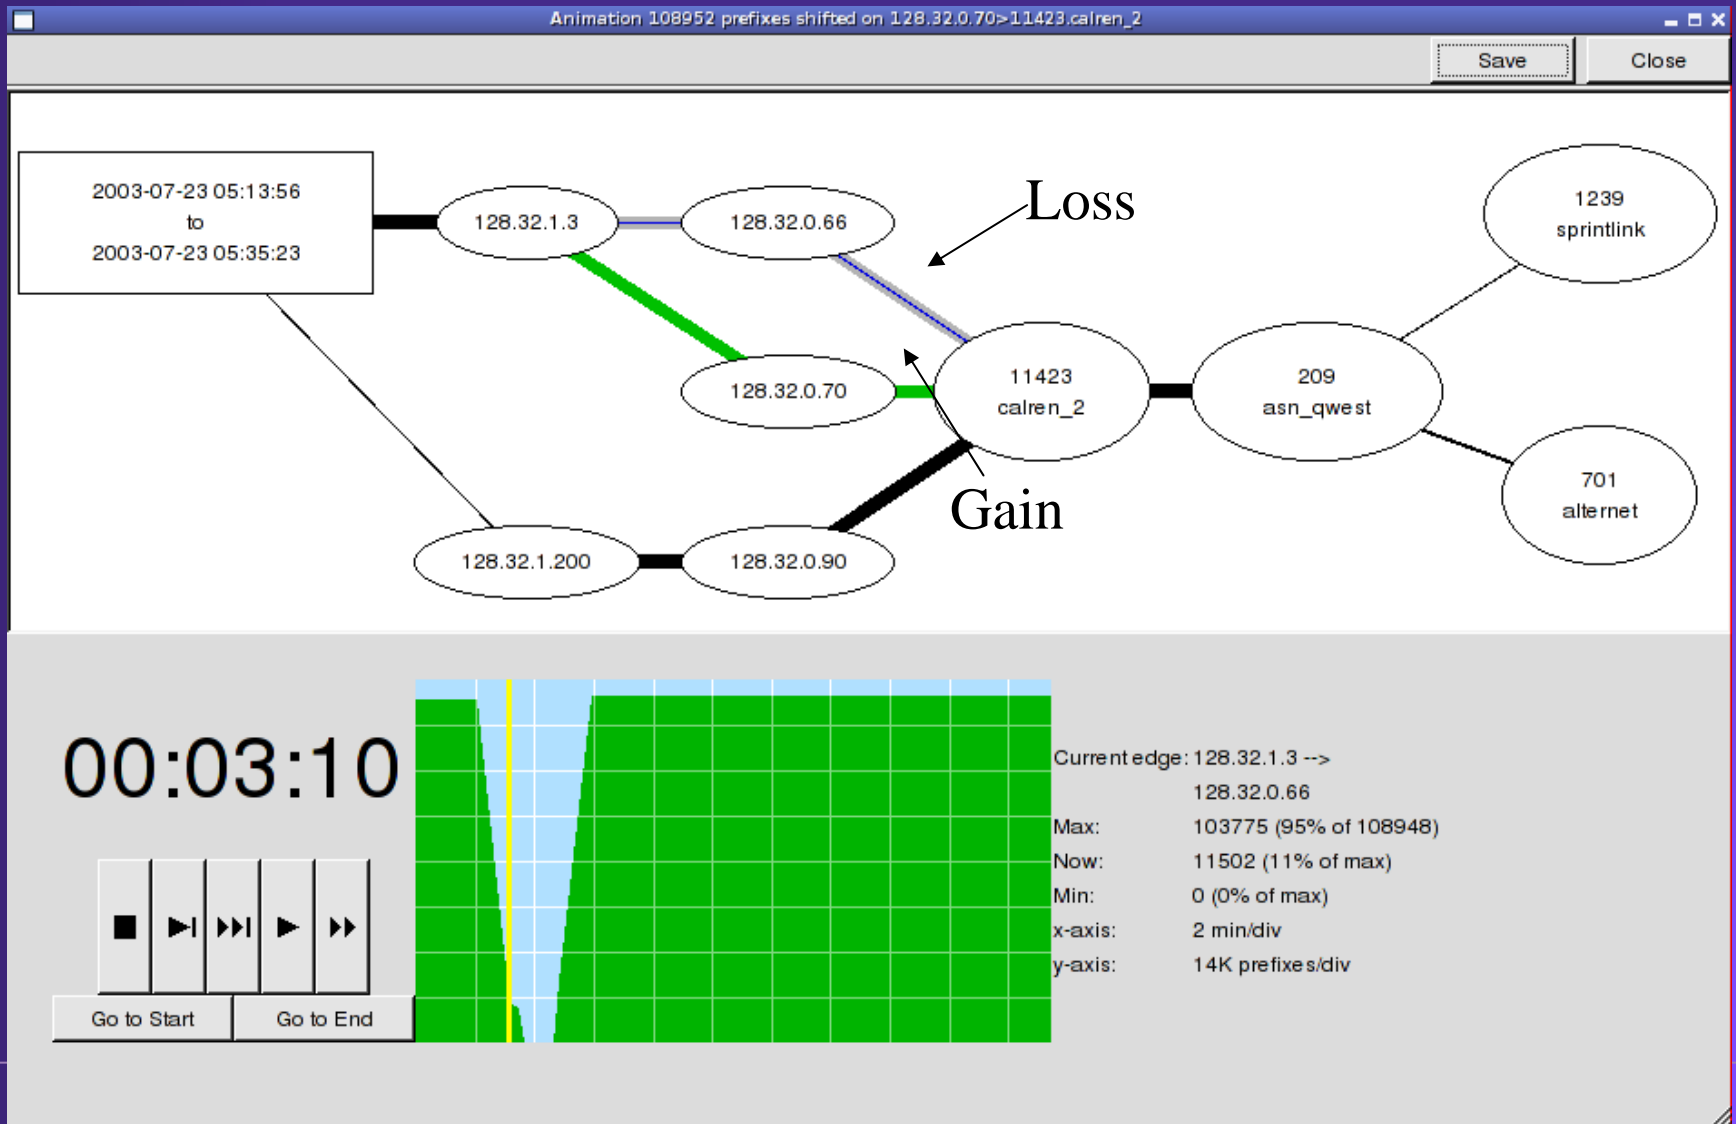 Animation 108952 prefixes shifted on 128.32.0.70>11423.calren_2
Save
Close
2003-07-23 05:13:56
to
2003-07-23 05:35:23
128.32.1.3
128.32.0.66
Loss
1239
sprintlink
128.32.0.70
11423
calren_2
209
asn_qwest
701
alternet
Gain
128.32.1.200
128.32.0.90
00:03:10
Go to Start
Go to End
Current edge: 128.32.1.3 -->
128.32.0.66
Max: 103775 (95% of 108948)
Now: 11502 (11% of max)
Min: 0 (0% of max)
x-axis: 2 min/div
y-axis: 14K prefixes/div